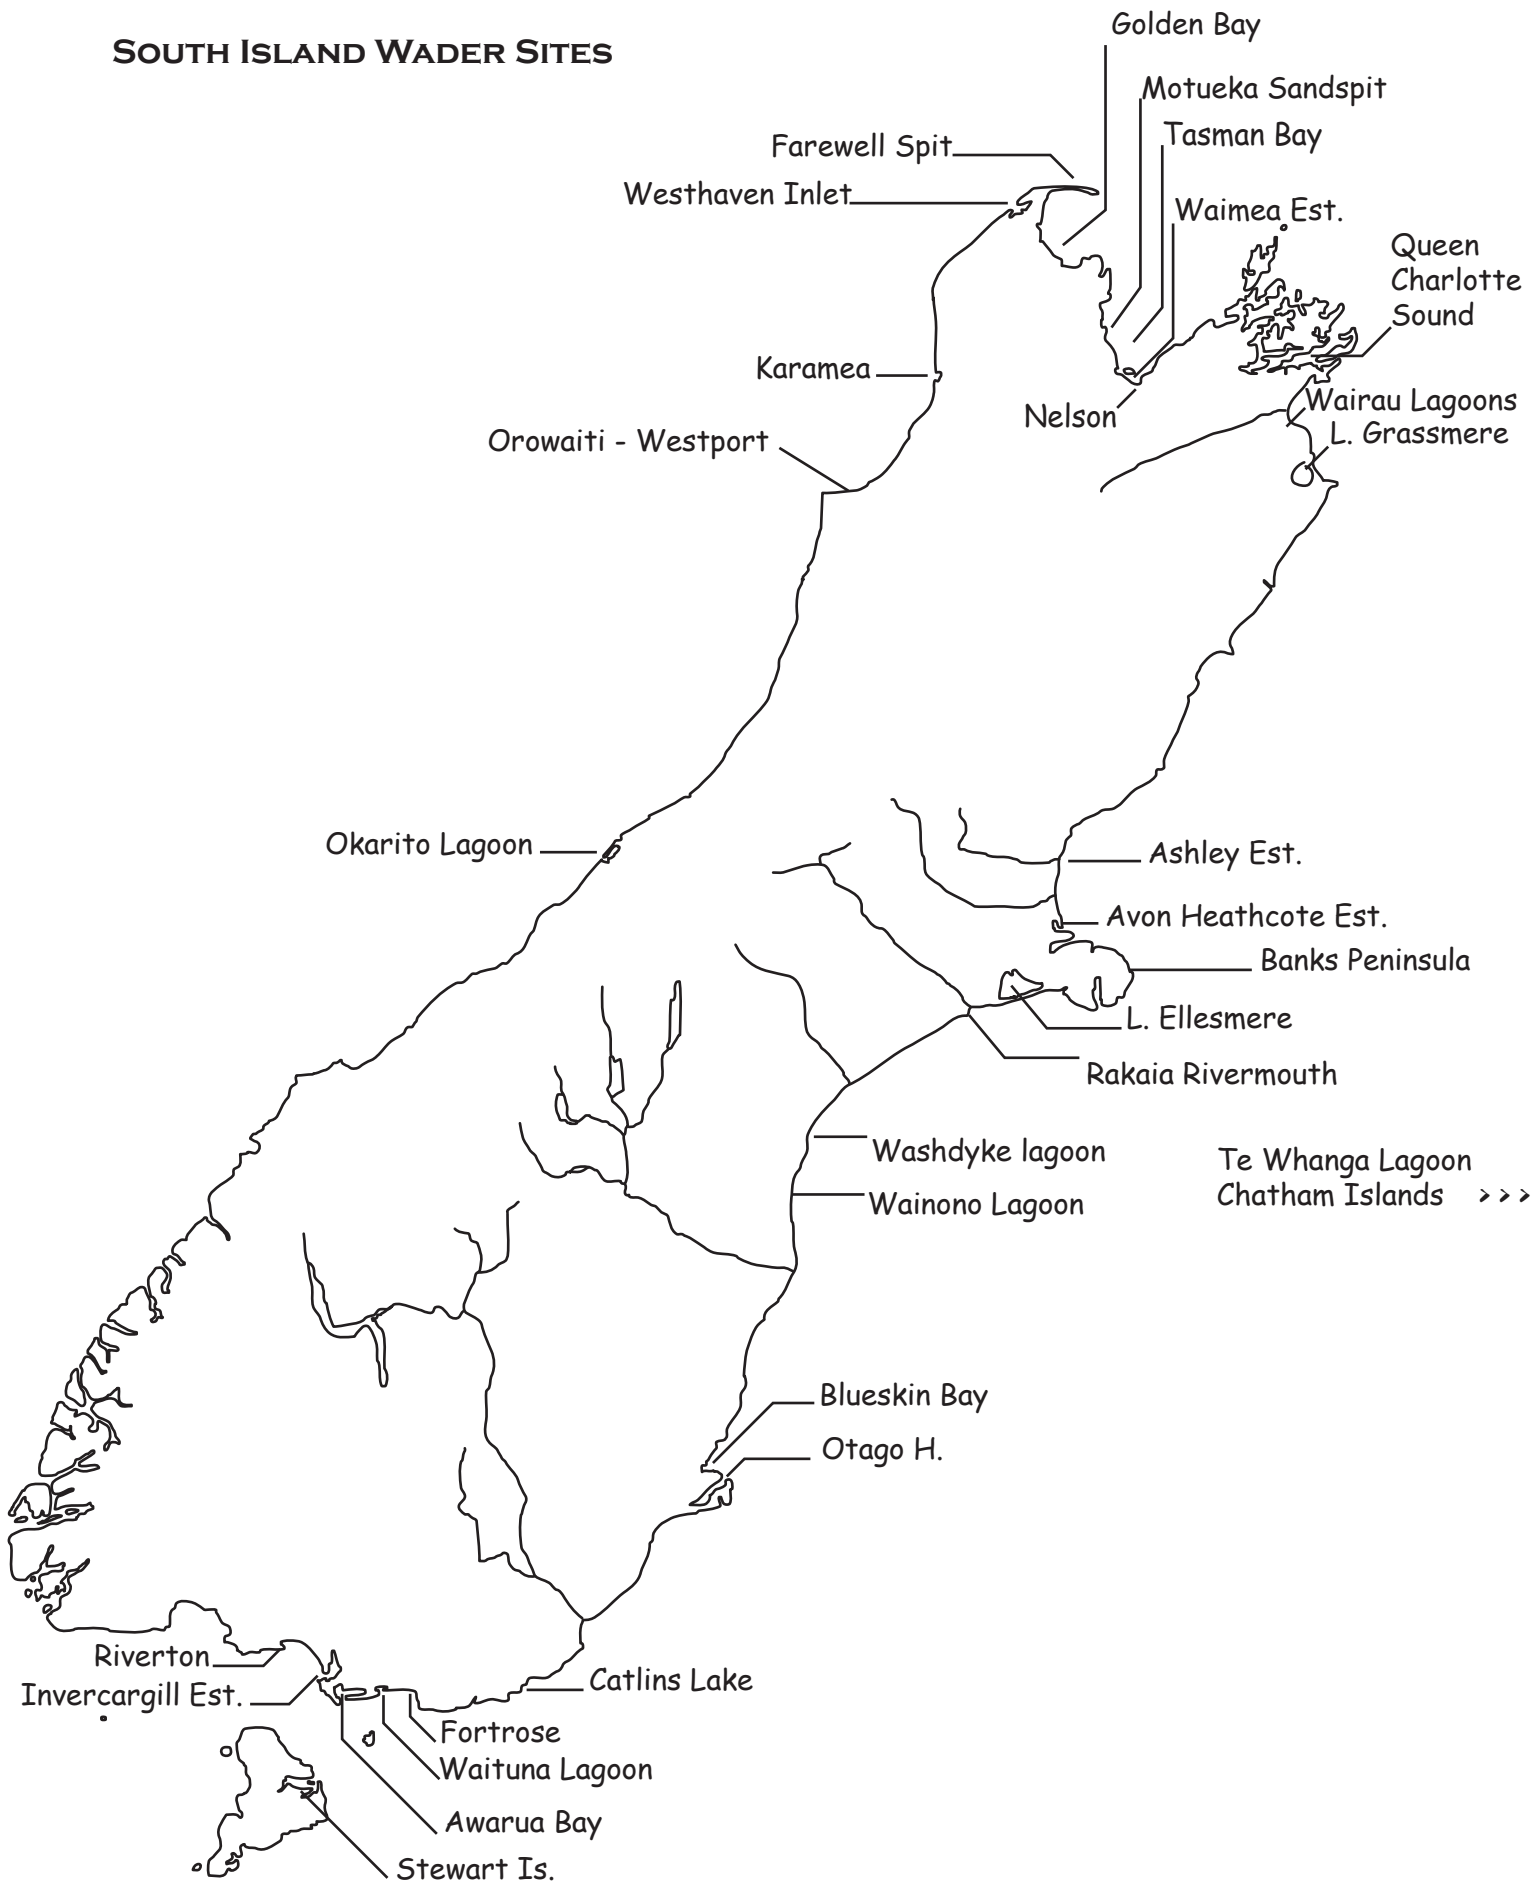 SOUTH ISLAND WADER SITES
Golden Bay
Motueka Sandspit
Tasman Bay
Farewell Spit
Westhaven Inlet
Waimea Est.
Queen
Charlotte
Sound
Karamea
Nelson
Wairau Lagoons
L. Grassmere
Orowaiti - Westport
Okarito Lagoon
Ashley Est.
Avon Heathcote Est.
Banks Peninsula
L. Ellesmere
Rakaia Rivermouth
Washdyke lagoon
Te Whanga Lagoon
Chatham Islands > > >
Wainono Lagoon
Blueskin Bay
Otago H.
Riverton
Invercargill Est.
Catlins Lake
Fortrose
Waituna Lagoon
Awarua Bay
Stewart Is.